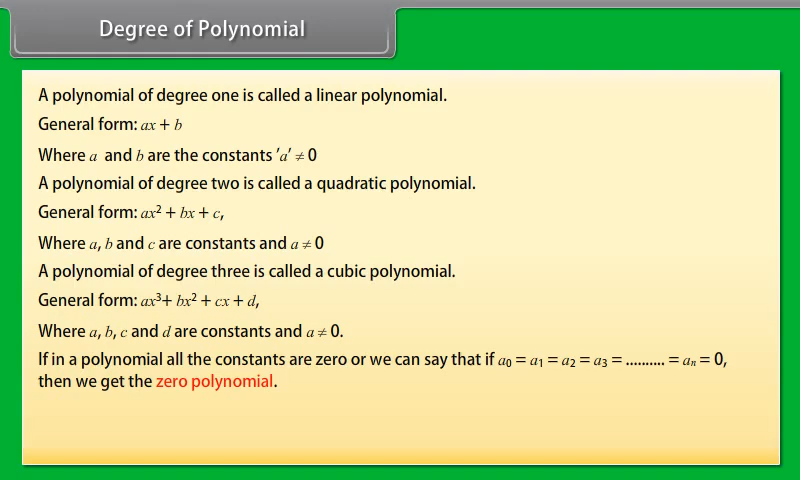 Degree of Polynomial
A polynomial of degree one is called a linear polynomial.
General form: ax + b
Where a and b are the constants 'a' ≠ 0
A polynomial of degree two is called a quadratic polynomial.
General form: ax² + bx + c,
Where a, b and c are constants and a ≠ 0
A polynomial of degree three is called a cubic polynomial.
General form: ax³+ bx² + cx + d,
Where a, b, c and d are constants and a ≠ 0.
If in a polynomial all the constants are zero or we can say that if a₀ = a₁ = a₂ = a₃ = .......... = aₙ = 0,
then we get the zero polynomial.